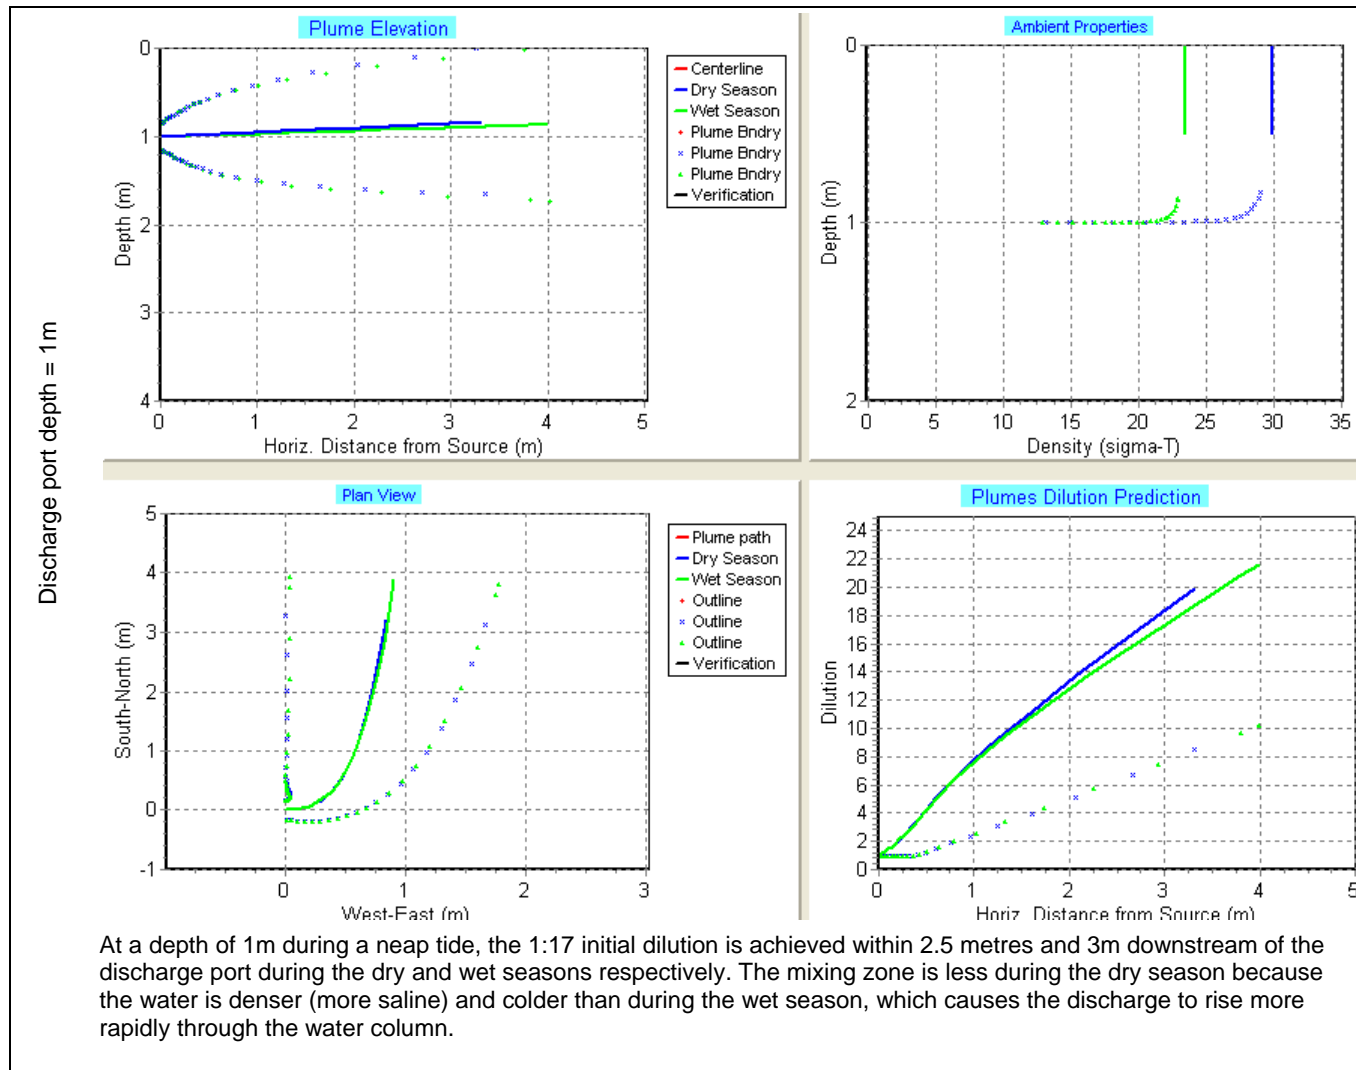 Discharge port depth = 1m
Plume Elevation
0
1
2
3
4
Depth (m)
0 1 2 3 4 5
Horiz. Distance from Source (m)
Centerline
Dry Season
Wet Season
Plume Bndry
Plume Bndry
Plume Bndry
Verification
Ambient Properties
0
1
2
Depth (m)
0 5 10 15 20 25 30 35
Density (sigma-T)
Plan View
5
4
3
2
1
0
-1
South-North (m)
0 1 2 3
West-East (m)
Plume path
Dry Season
Wet Season
Outline
Outline
Outline
Verification
Plumes Dilution Prediction
24
22
20
18
16
14
12
10
8
6
4
2
0
Dilution
0 1 2 3 4 5
Horiz. Distance from Source (m)
At a depth of 1m during a neap tide, the 1:17 initial dilution is achieved within 2.5 metres and 3m downstream of the
discharge port during the dry and wet seasons respectively. The mixing zone is less during the dry season because
the water is denser (more saline) and colder than during the wet season, which causes the discharge to rise more
rapidly through the water column.